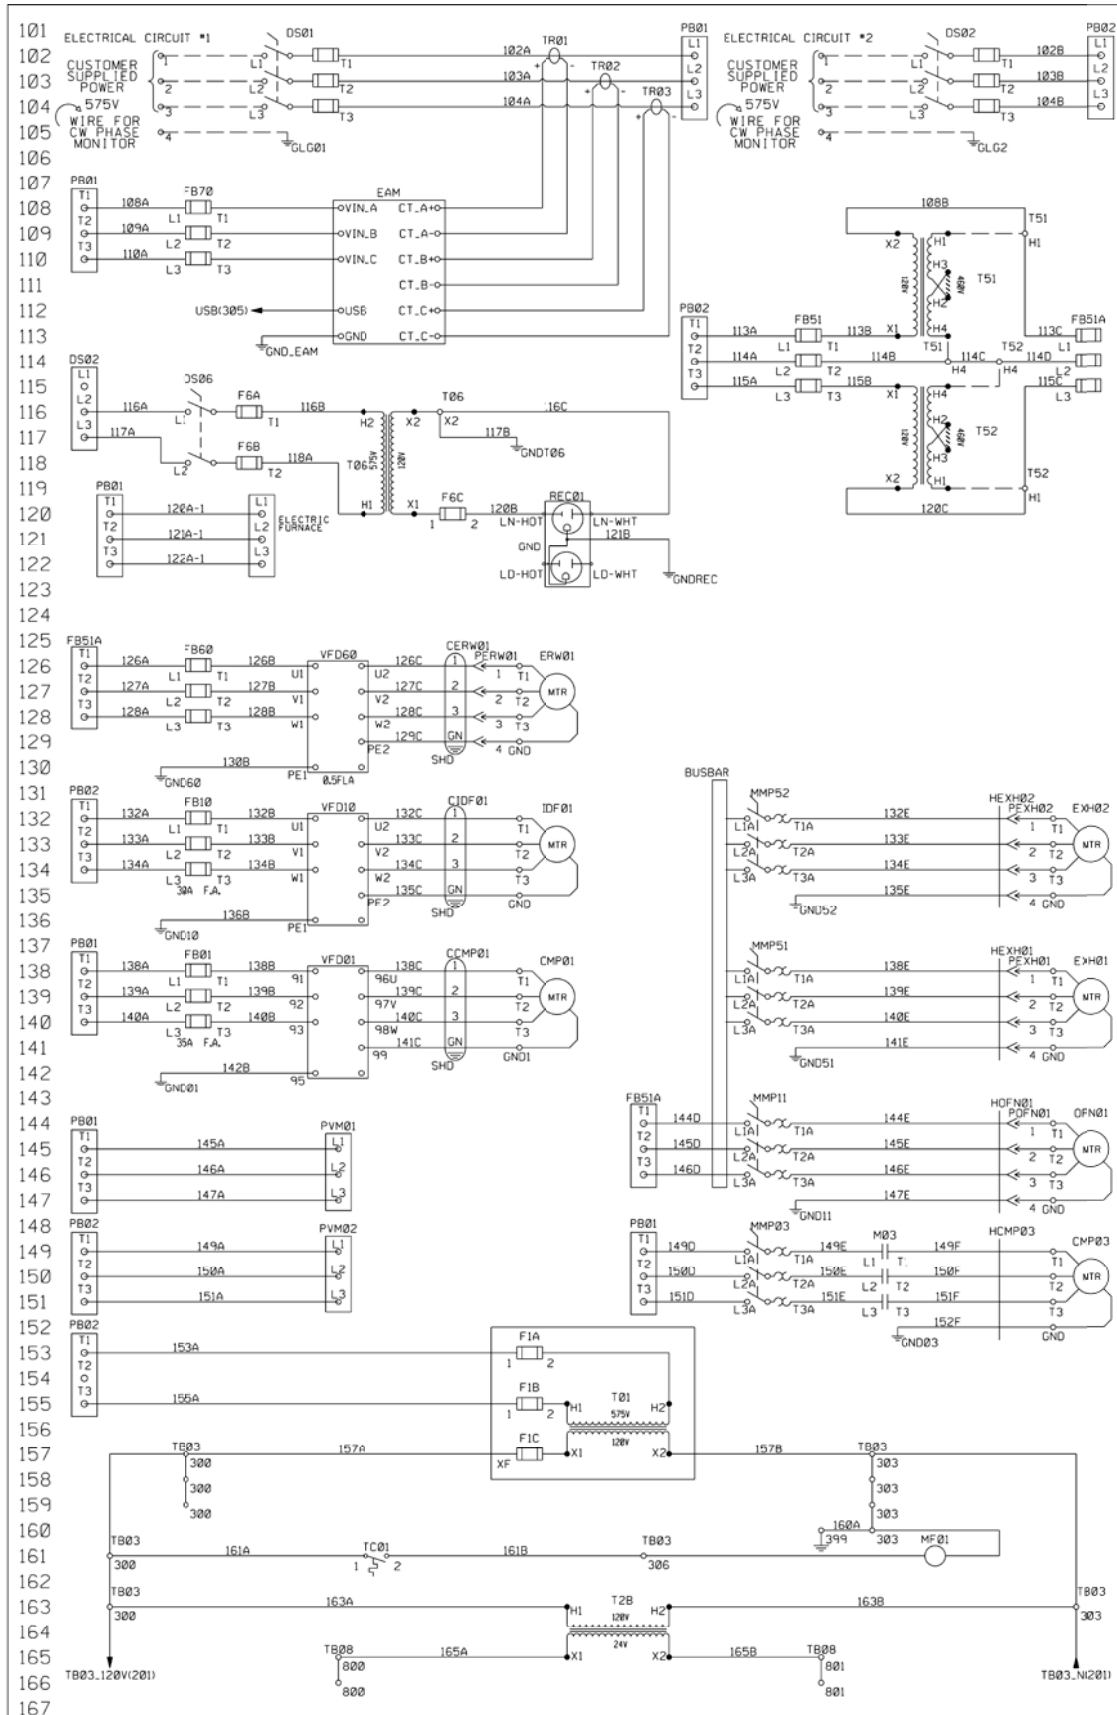 101
ELECTRICAL CIRCUIT #1 DS01 TR01 PB01 ELECTRICAL CIRCUIT #2 DS02 PB02
102 1 L1 T1 102A TR02 L1 1 L1 T1 102B L1
CUSTOMER SUPPLIED POWER CUSTOMER SUPPLIED POWER
103 2 L2 T2 103A + - L2 2 L2 T2 103B L2
104 575V 3 L3 T3 104A TR03 + - L3 575V 3 L3 T3 104B L3
WIRE FOR CW PHASE MONITOR WIRE FOR CW PHASE MONITOR
105 4 GLG01 4 GLG2
106
107 PB01 FB70 EAM
108 T1 108A L1 T1 VIN_A CT_A+ 108B T51
109 T2 109A L2 T2 VIN_B CT_A- X2 H1 H1
110 T3 110A L3 T3 VIN_C CT_B+ H3
111 CT_B- 120V H2 460V T51
112 USB(305) USB CT_C+ PB02 FB51 FB51A
113 GND_EAM GND CT_C- T1 113A L1 T1 113B X1 H4 113C L1
114 DS02 T2 114A L2 T2 114B T51 H4 114C T52 H4 114D L2
115 L1 DS06 F6A T3 115A L3 T3 115B X1 H4 115C L3
116 L2 116A L1 T1 116B H2 X2 T06 X2 116C
117 L3 117A F6B T06 575V 120V 117B GNDT06 120V H2 460V T52
118 L2 T2 118A H3
119 PB01 H1 X1 F6C REC01 X2 H1 T52 H1
120 T1 120A-1 L1 ELECTRIC FURNACE 1 2 120B LN-HOT LN-WHT 120C
121 T2 121A-1 L2 GND 121B
122 T3 122A-1 L3 LD-HOT LD-WHT GNDREC
123
124
125 FB51A FB60 VFD60 CERW01 PERW01 ERW01
126 T1 126A L1 T1 126B U1 U2 126C 1 1 T1
127 T2 127A L2 T2 127B V1 V2 127C 2 2 T2 MTR
128 T3 128A L3 T3 128B W1 W2 128C 3 3 T3
129 PE2 129C GN SHD 4 GND
130 GND60 130B PE1 0.5FLA
131 PB02 FB10 VFD10 CIDF01 IDF01 BUSBAR MMP52 HEXH02 PEXH02 EXH02
132 T1 132A L1 T1 132B U1 U2 132C 1 T1 L1A T1A 132E 1 T1
133 T2 133A L2 T2 133B V1 V2 133C 2 T2 MTR L2A T2A 133E 2 T2 MTR
134 T3 134A L3 T3 134B W1 W2 134C 3 T3 L3A T3A 134E 3 T3
135 30A F.A. PE2 135C GN SHD GND 135E 4 GND
136 GND10 136B PE1 GND52
137 PB01 FB01 VFD01 CCMP01 CMP01 MMP51 HEXH01 PEXH01 EXH01
138 T1 138A L1 T1 138B 91 96U 138C 1 T1 L1A T1A 138E 1 T1
139 T2 139A L2 T2 139B 92 97V 139C 2 T2 MTR L2A T2A 139E 2 T2 MTR
140 T3 140A L3 T3 140B 93 98W 140C 3 T3 L3A T3A 140E 3 T3
141 35A F.A. 99 141C GN SHD GND1 141E 4 GND
142 GND01 142B 95 GND51
143 FB51A MMP11 HOFN01 POFN01 OFN01
144 PB01 PVM01 T1 144D L1A T1A 144E 1 T1
145 T1 145A L1 T2 145D L2A T2A 145E 2 T2 MTR
146 T2 146A L2 T3 146D L3A T3A 146E 3 T3
147 T3 147A L3 GND11 147E 4 GND
148 PB02 PVM02 PB01 MMP03 M03 HCMP03 CMP03
149 T1 149A L1 T1 149D L1A T1A 149E L1 149F T1
150 T2 150A L2 T2 150D L2A T2A 150E L2 T2 150F T2 MTR
151 T3 151A L3 T3 151D L3A T3A 151E L3 T3 151F T3
152 PB02 GND03 152F GND
153 T1 153A F1A 1 2
154 T2
155 T3 155A F1B 1 2 H1 T01 575V H2
156 120V
157 TB03 300 157A F1C XF X1 X2 157B TB03 303
158 300 303
159 300 303
160 160A 399 303
161 TB03 300 161A TC01 1 2 161B TB03 306 MF01
162
163 TB03 300 163A H1 T2B 120V H2 163B TB03 303
164 24V
165 TB08 800 165A X1 X2 165B TB08 801
166 TB03_120V(201) 800 801 TB03_N(201)
167